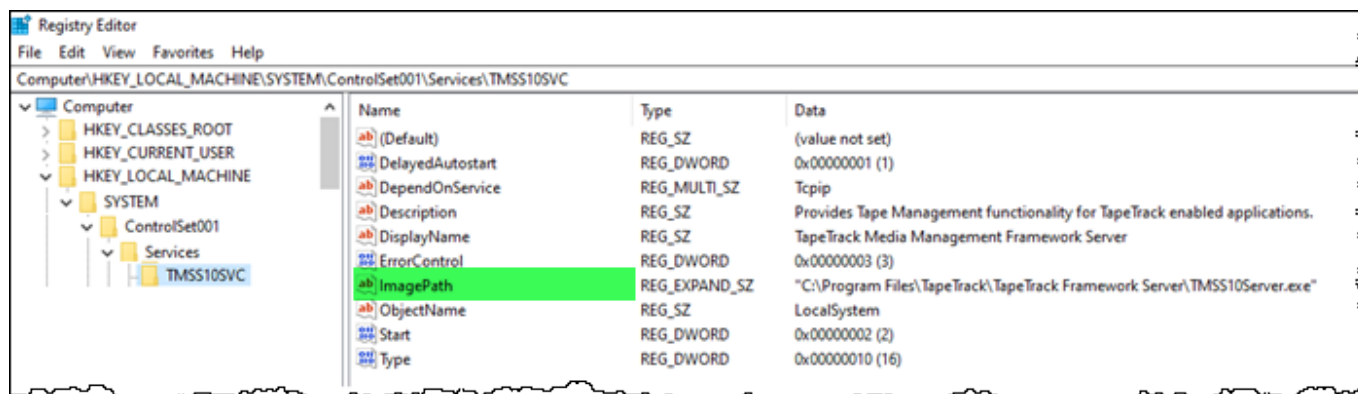 Registry Editor
File Edit View Favorites Help
Computer\HKEY_LOCAL_MACHINE\SYSTEM\ControlSet001\Services\TMSS10SVC
Computer
HKEY_CLASSES_ROOT
HKEY_CURRENT_USER
HKEY_LOCAL_MACHINE
SYSTEM
ControlSet001
Services
TMSS10SVC
Name Type Data
(Default) REG_SZ (value not set)
DelayedAutostart REG_DWORD 0x00000001 (1)
DependOnService REG_MULTI_SZ Tcpip
Description REG_SZ Provides Tape Management functionality for TapeTrack enabled applications.
DisplayName REG_SZ TapeTrack Media Management Framework Server
ErrorControl REG_DWORD 0x00000003 (3)
ImagePath REG_EXPAND_SZ "C:\Program Files\TapeTrack\TapeTrack Framework Server\TMSS10Server.exe"
ObjectName REG_SZ LocalSystem
Start REG_DWORD 0x00000002 (2)
Type REG_DWORD 0x00000010 (16)